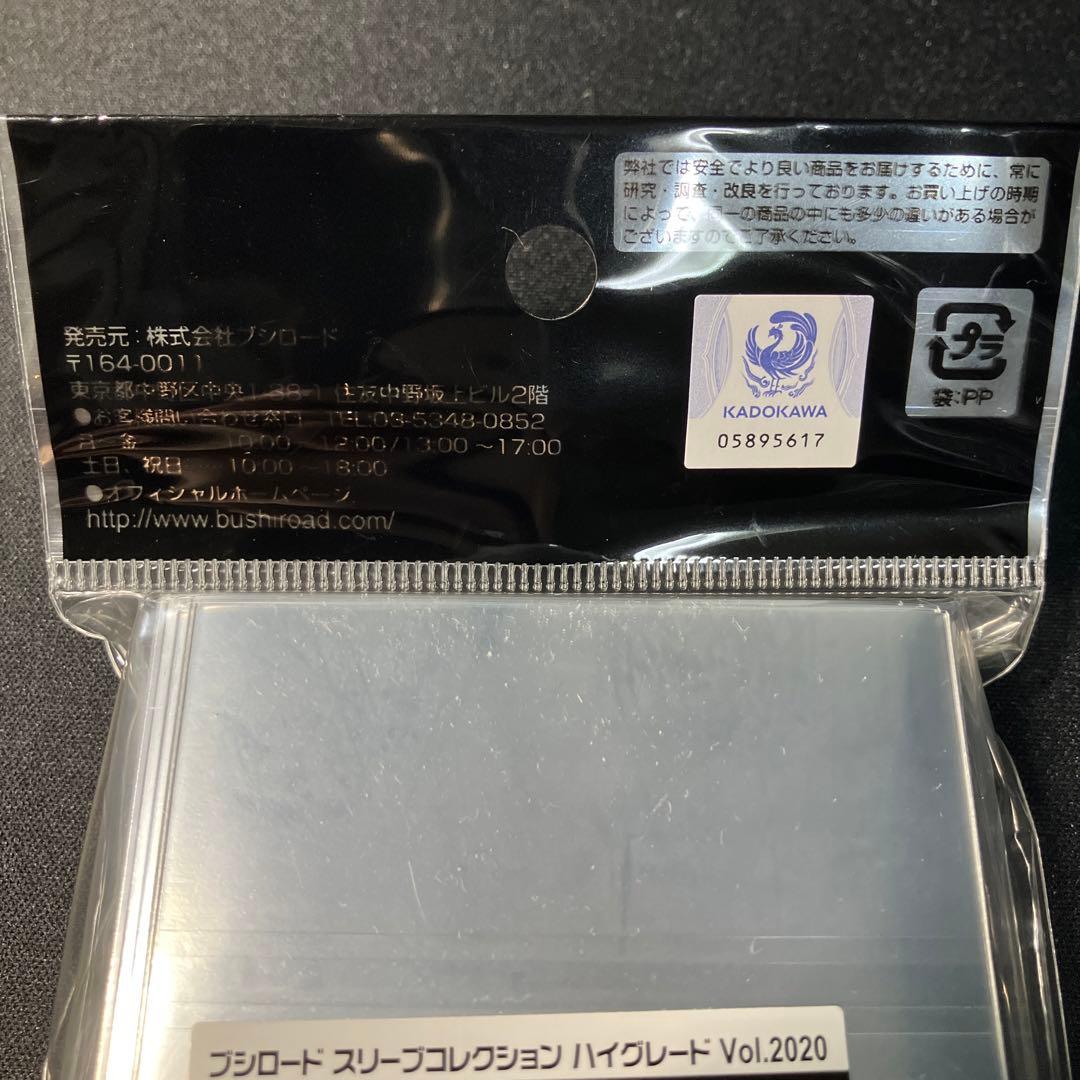 弊社では安全でより良い商品をお届けするために、常に
研究・調査・改良を行っております。お買い上げの時期
によって、同一の商品の中にも多少の違いがある場合が
ございますのでご了承ください。
発売元：株式会社ブシロード
〒164-0011
東京都中野区中央1-38-1 住友中野坂上ビル2階
●お客様問い合わせ窓口 TEL:03-5348-0852
月～金 10:00～12:00/13:00～17:00
土日、祝日 10:00～18:00
●オフィシャルホームページ
http://www.bushiroad.com/
KADOKAWA
05895617
プラ
袋:PP
ブシロード スリーブコレクション ハイグレード Vol.2020